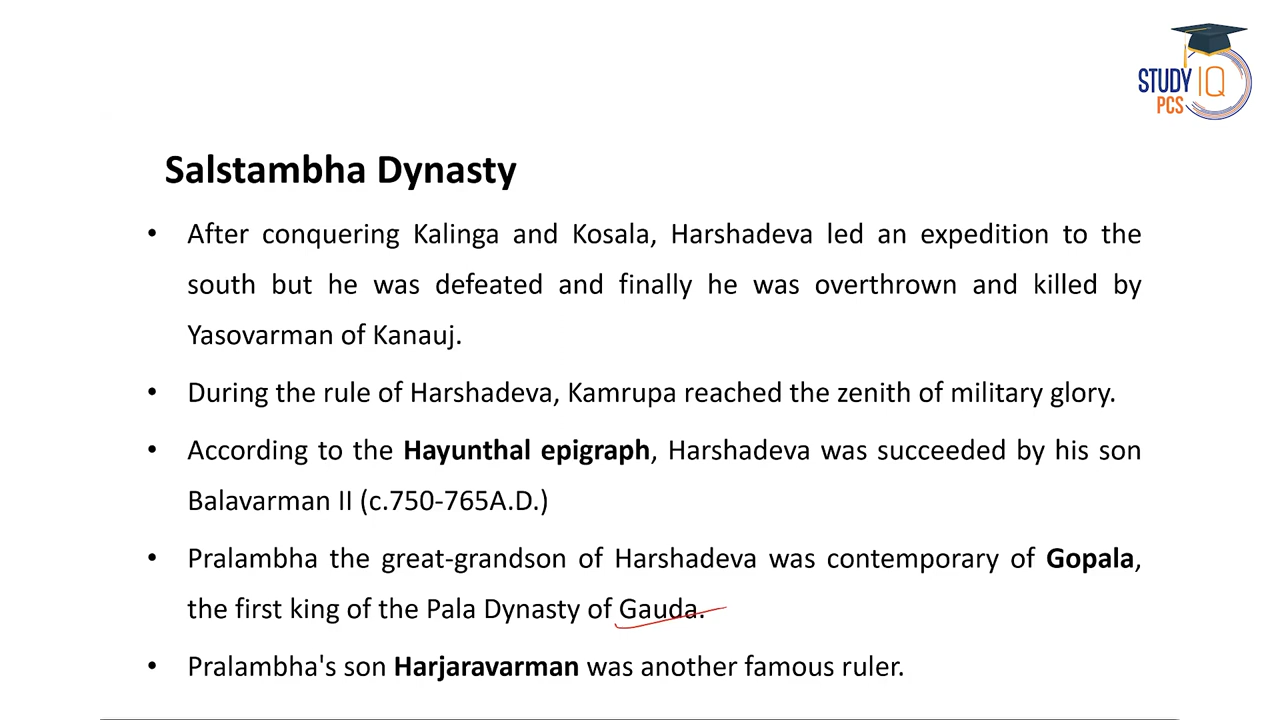 STUDY IQ
PCS
Salstambha Dynasty
• After conquering Kalinga and Kosala, Harshadeva led an expedition to the
south but he was defeated and finally he was overthrown and killed by
Yasovarman of Kanauj.
• During the rule of Harshadeva, Kamrupa reached the zenith of military glory.
• According to the Hayunthal epigraph, Harshadeva was succeeded by his son
Balavarman II (c.750-765A.D.)
• Pralambha the great-grandson of Harshadeva was contemporary of Gopala,
the first king of the Pala Dynasty of Gauda.
• Pralambha's son Harjaravarman was another famous ruler.